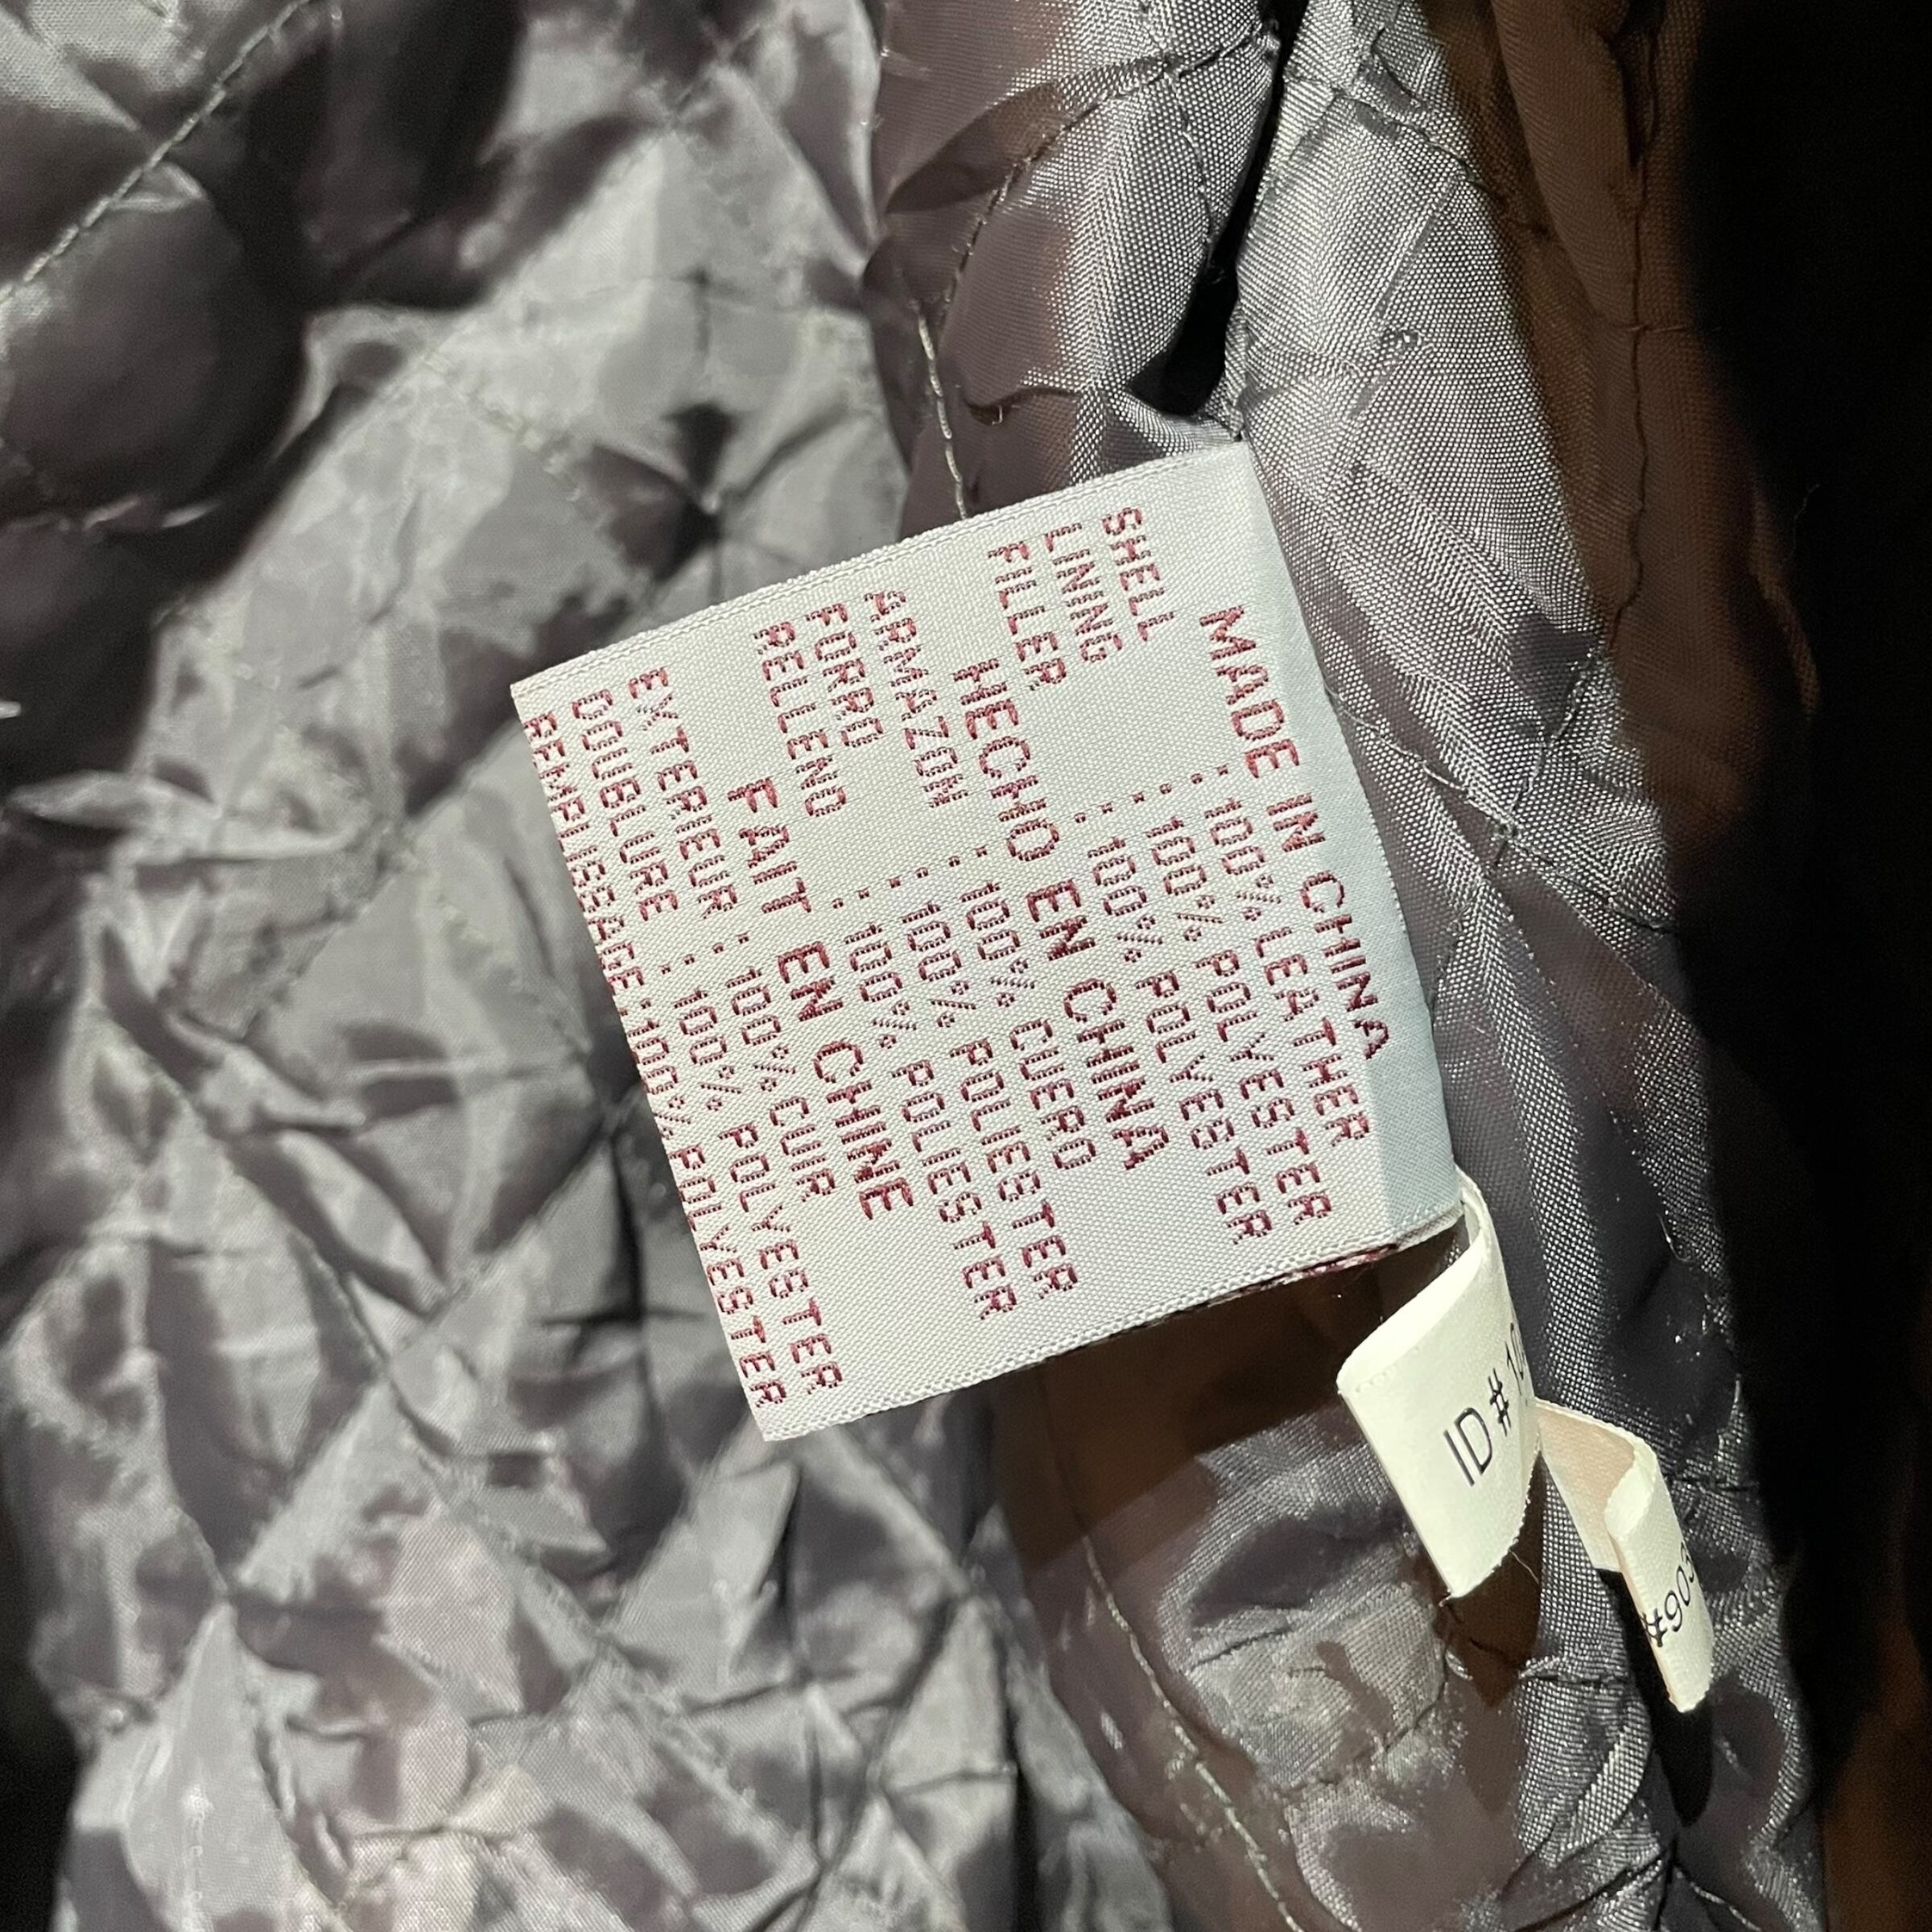 MADE IN CHINA
SHELL : 100% LEATHER
LINING : 100% POLYESTER
FILLER : 100% POLYESTER
HECHO EN CHINA
ARMAZON : 100% CUERO
FORRO : 100% POLIESTER
RELLENO : 100% POLIESTER
FAIT EN CHINE
EXTERIEUR : 100% CUIR
DOUBLURE : 100% POLYESTER
REMPLISSAGE :100% POLYESTER
ID #